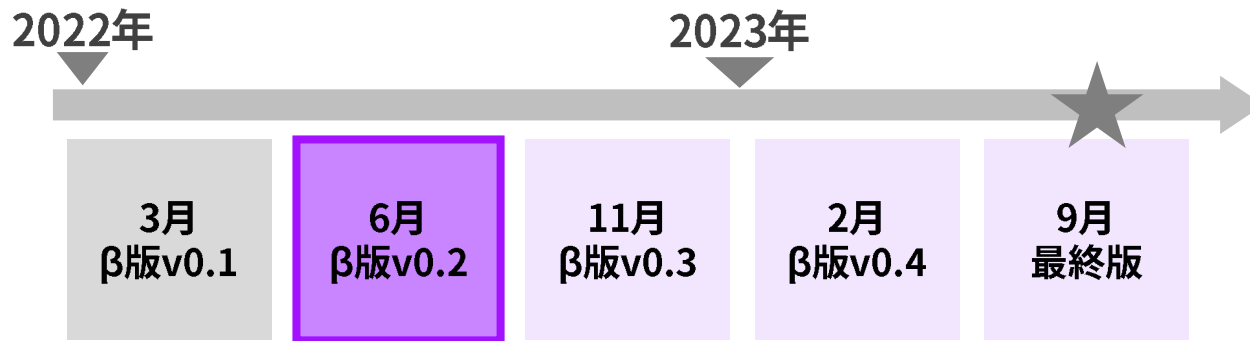 2022年
2023年
3月
β版v0.1
6月
β版v0.2
11月
β版v0.3
2月
β版v0.4
9月
最終版